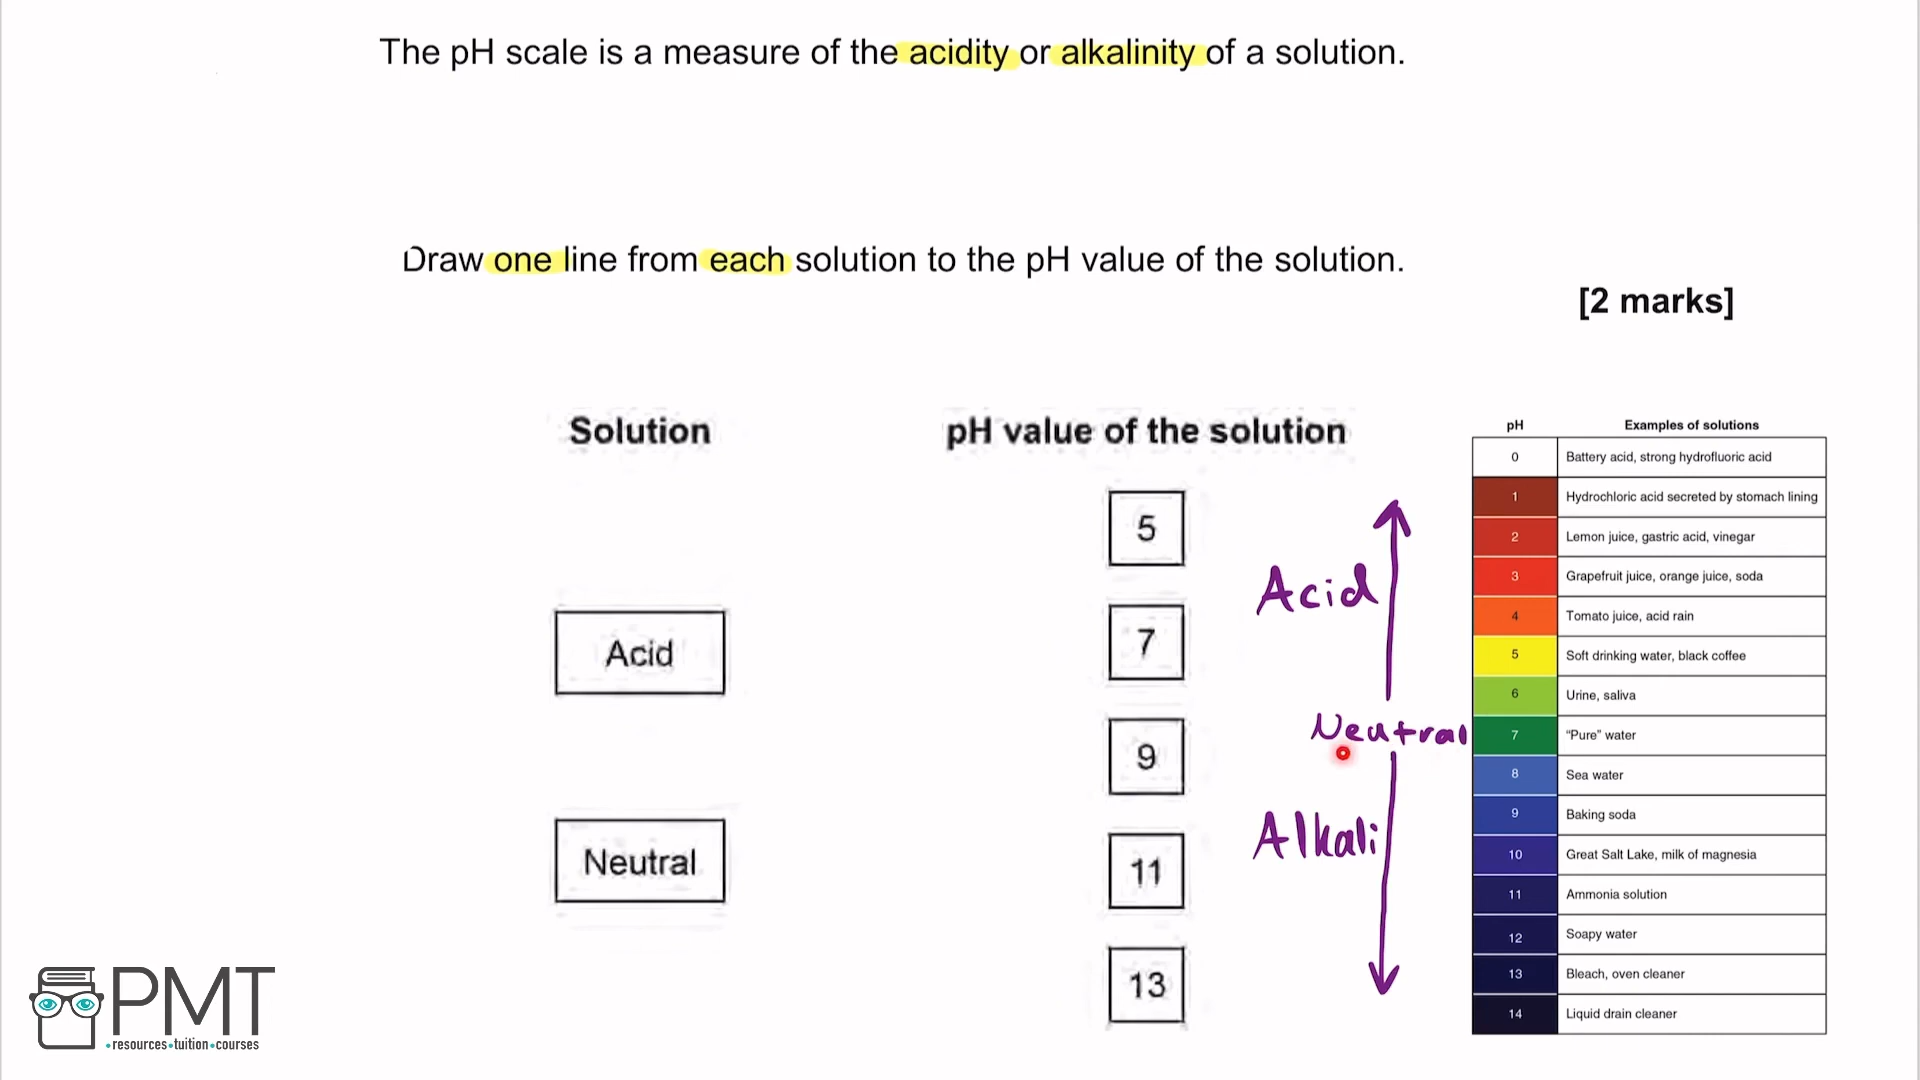 The pH scale is a measure of the acidity or alkalinity of a solution.
Draw one line from each solution to the pH value of the solution.
[2 marks]
Solution
Acid
Neutral
pH value of the solution
5
7
9
11
13
Acid
Neutral
Alkali
pH Examples of solutions
0 Battery acid, strong hydrofluoric acid
1 Hydrochloric acid secreted by stomach lining
2 Lemon juice, gastric acid, vinegar
3 Grapefruit juice, orange juice, soda
4 Tomato juice, acid rain
5 Soft drinking water, black coffee
6 Urine, saliva
7 “Pure” water
8 Sea water
9 Baking soda
10 Great Salt Lake, milk of magnesia
11 Ammonia solution
12 Soapy water
13 Bleach, oven cleaner
14 Liquid drain cleaner
PMT
•resources•tuition•courses